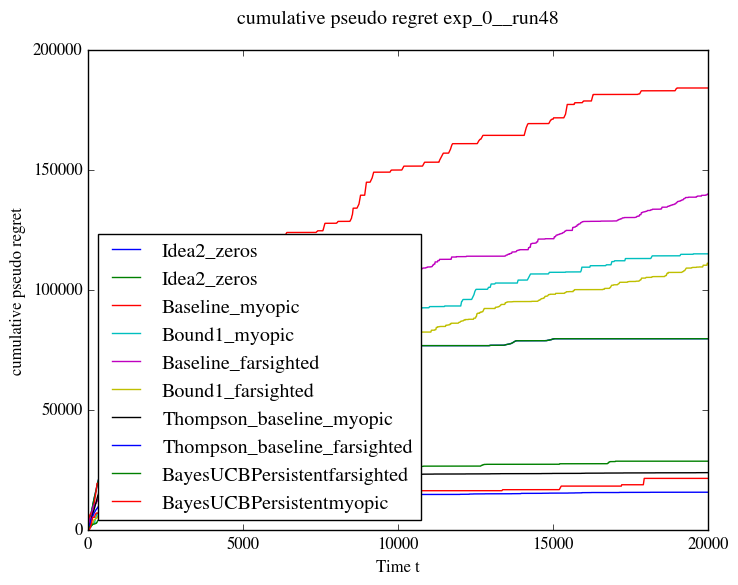 cumulative pseudo regret exp_0__run48
200000
150000
100000
50000
0
cumulative pseudo regret
Idea2_zeros
Idea2_zeros
Baseline_myopic
Bound1_myopic
Baseline_farsighted
Bound1_farsighted
Thompson_baseline_myopic
Thompson_baseline_farsighted
BayesUCBPersistentfarsighted
BayesUCBPersistentmyopic
0 5000 10000 15000 20000
Time t